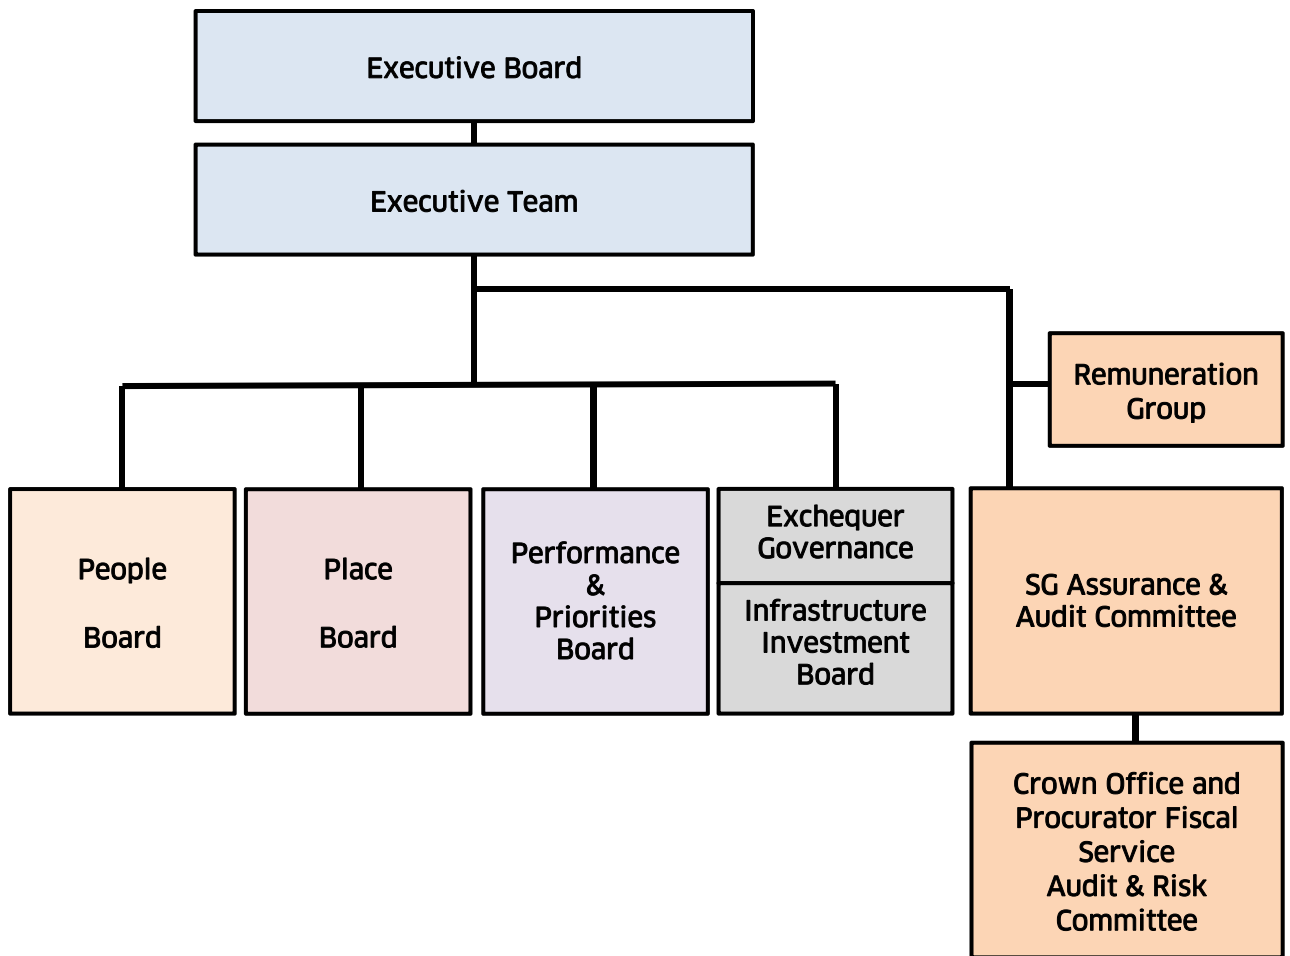 Executive Board
Executive Team
Remuneration
Group
People
Board
Place
Board
Performance
&
Priorities
Board
Exchequer
Governance
Infrastructure
Investment
Board
SG Assurance &
Audit Committee
Crown Office and
Procurator Fiscal
Service
Audit & Risk
Committee